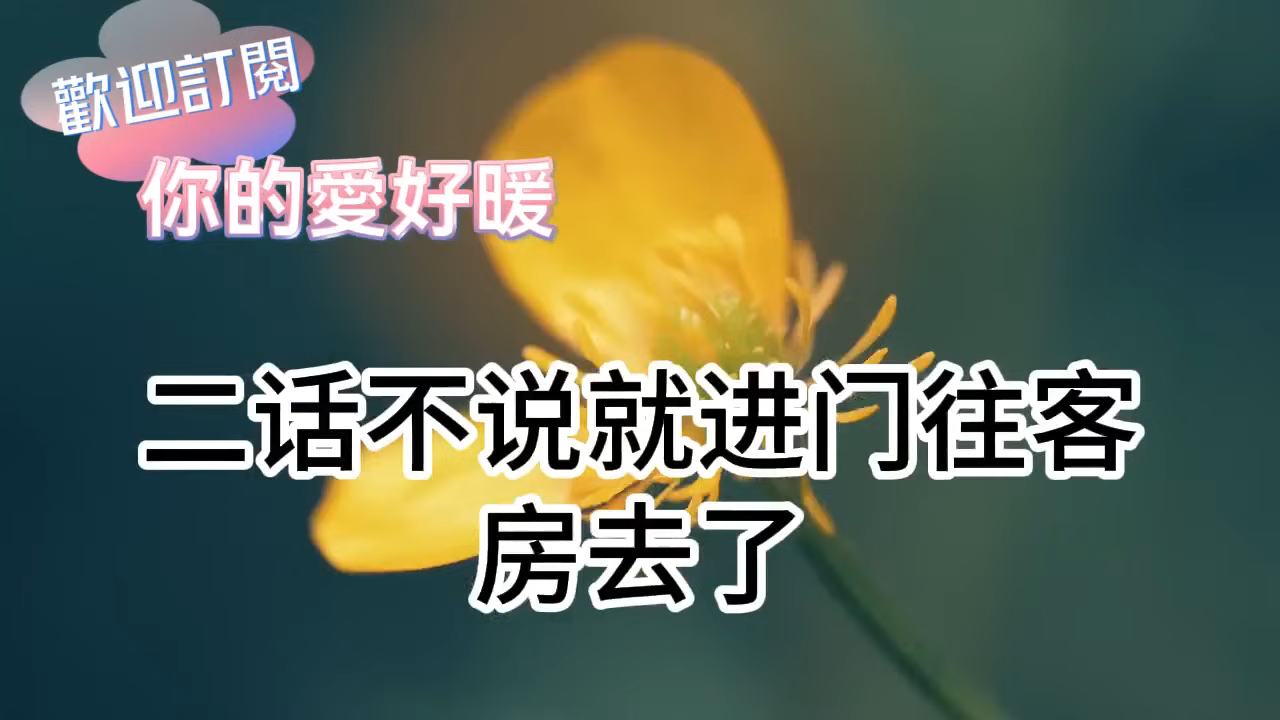 歡迎訂閱
你的愛好暖
二话不说就进门往客
房去了